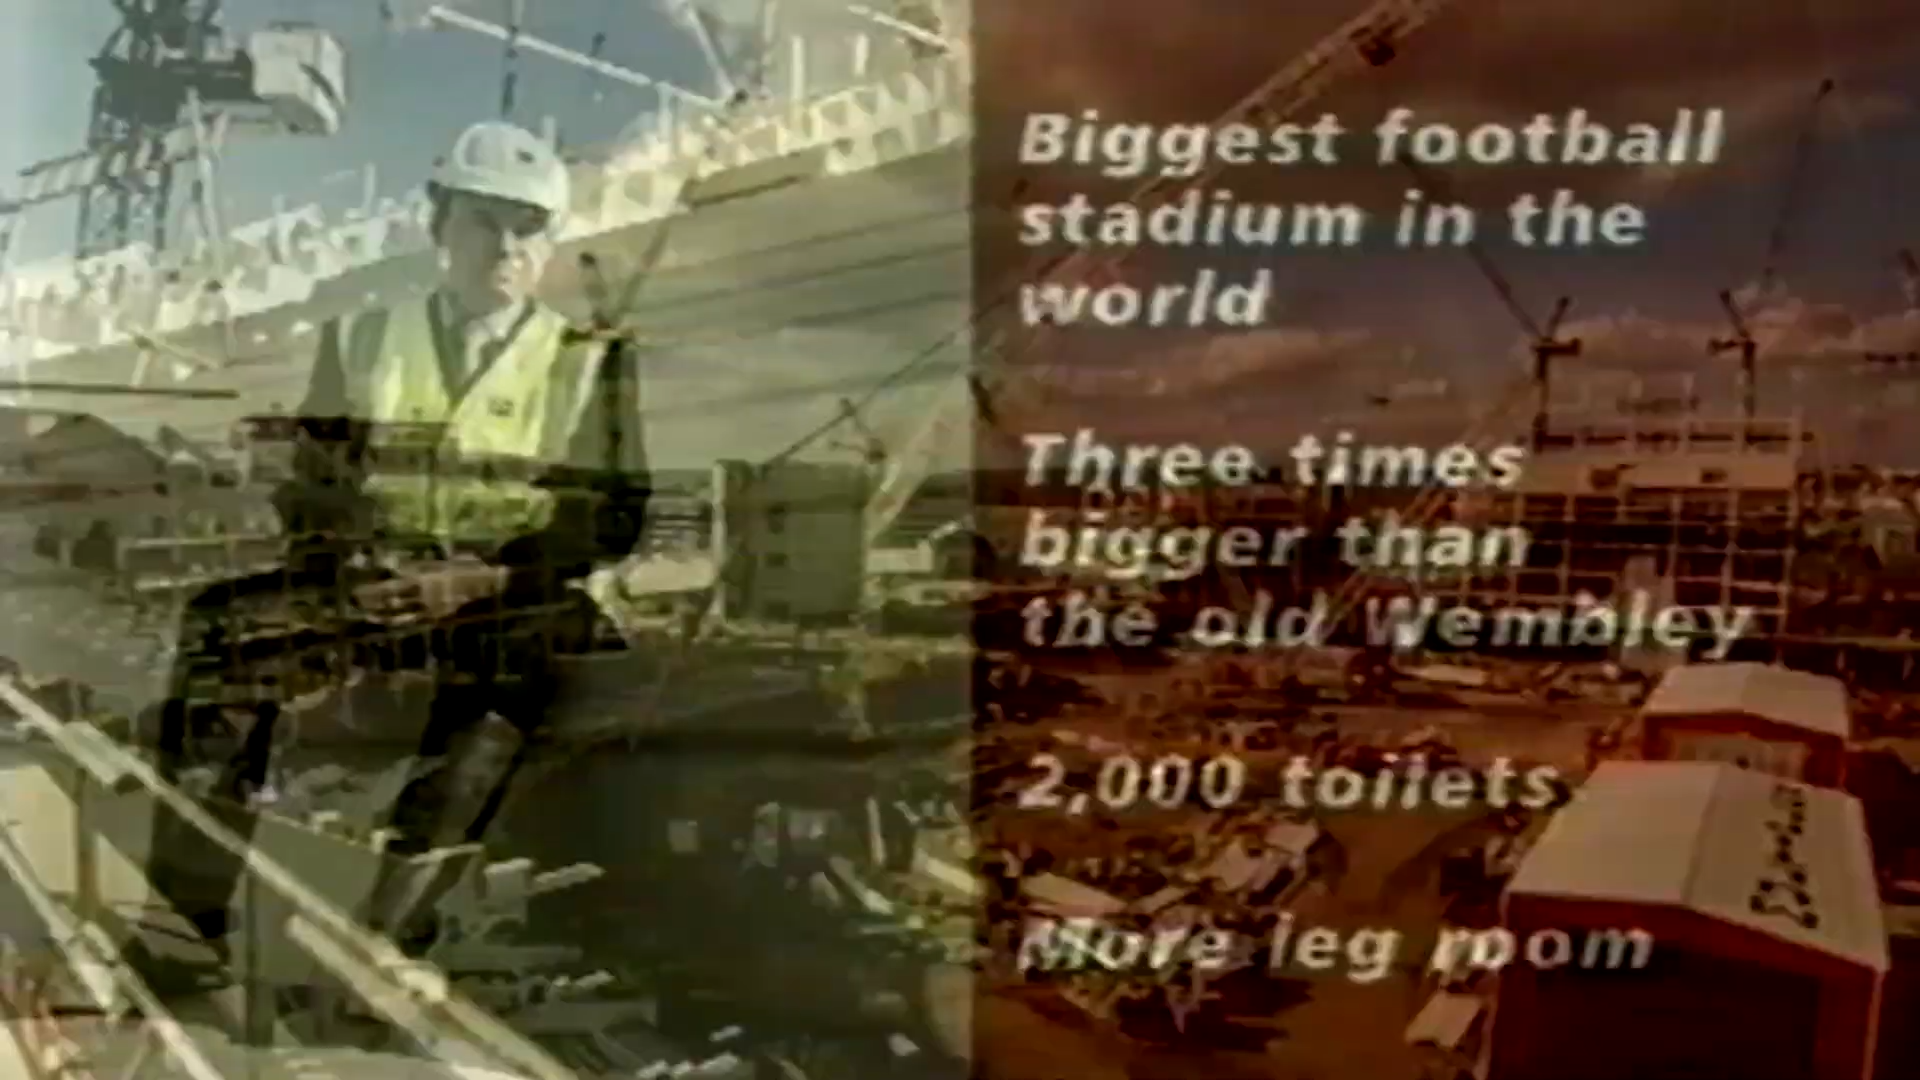 Biggest football
stadium in the
world
Three times
bigger than
the old Wembley
2,000 toilets
More leg room